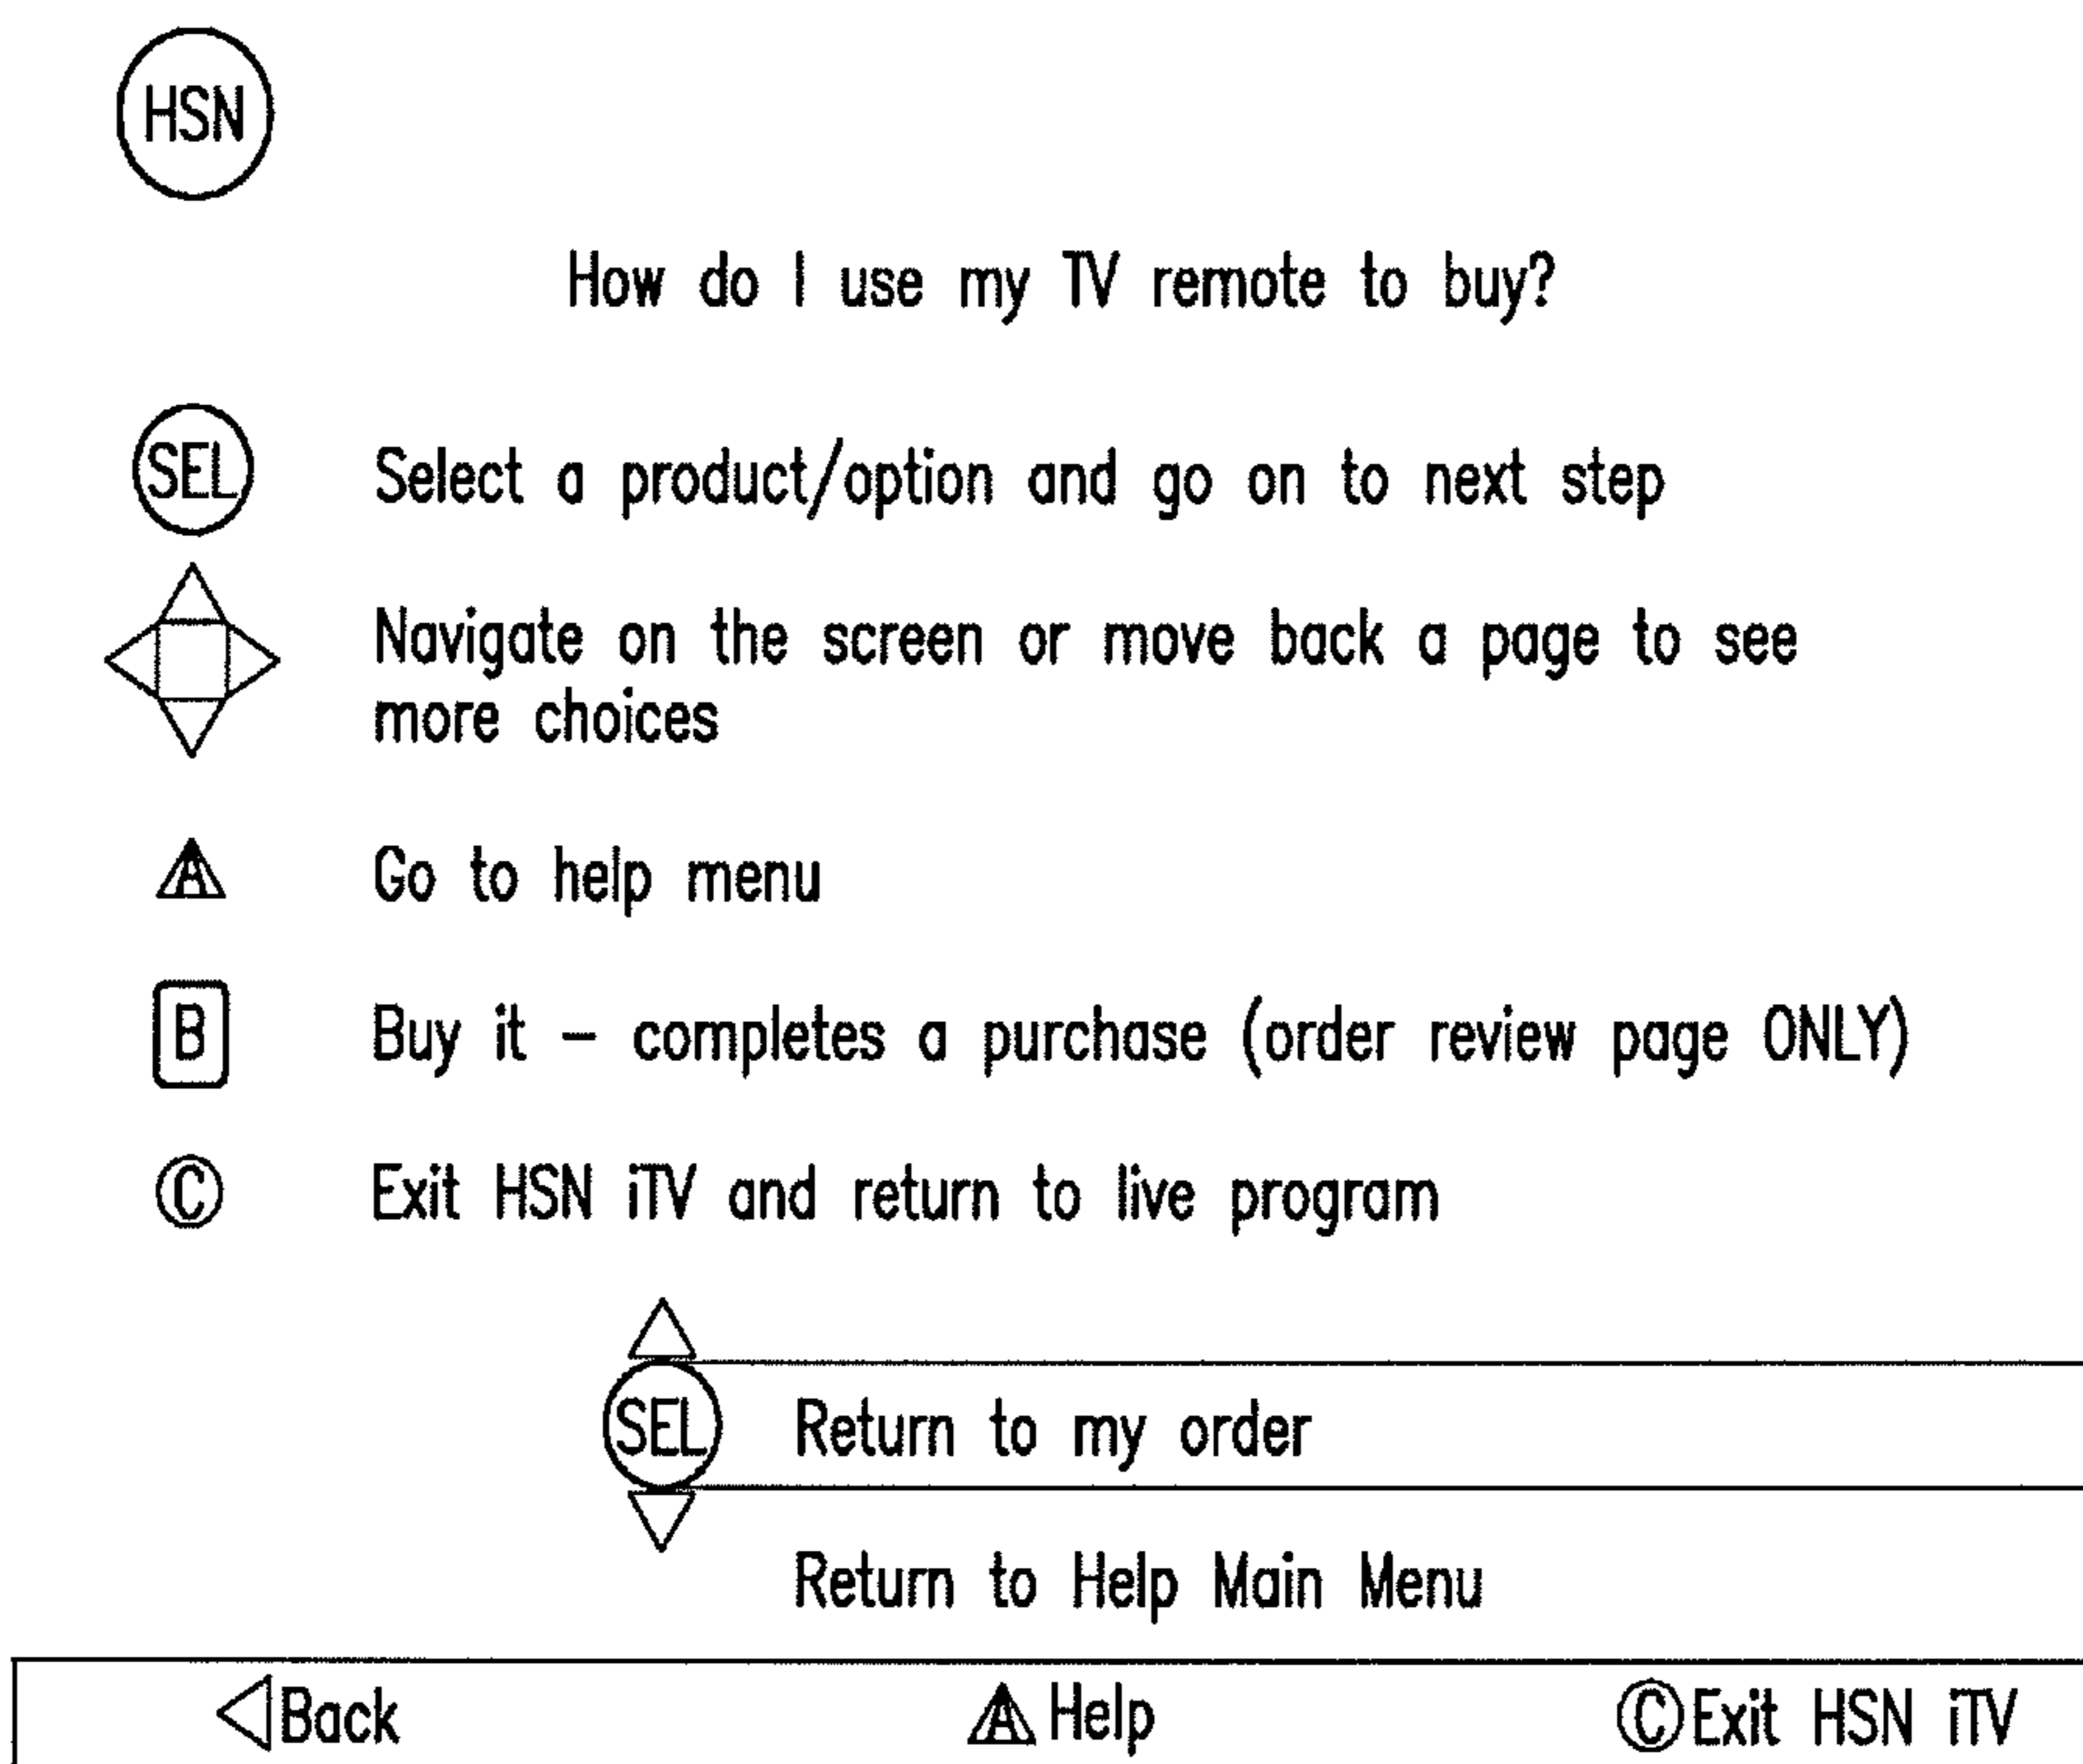 HSN
How do I use my TV remote to buy?
SEL Select a product/option and go on to next step
Navigate on the screen or move back a page to see
more choices
A Go to help menu
B Buy it – completes a purchase (order review page ONLY)
C Exit HSN iTV and return to live program
SEL Return to my order
Return to Help Main Menu
Back A Help C Exit HSN iTV